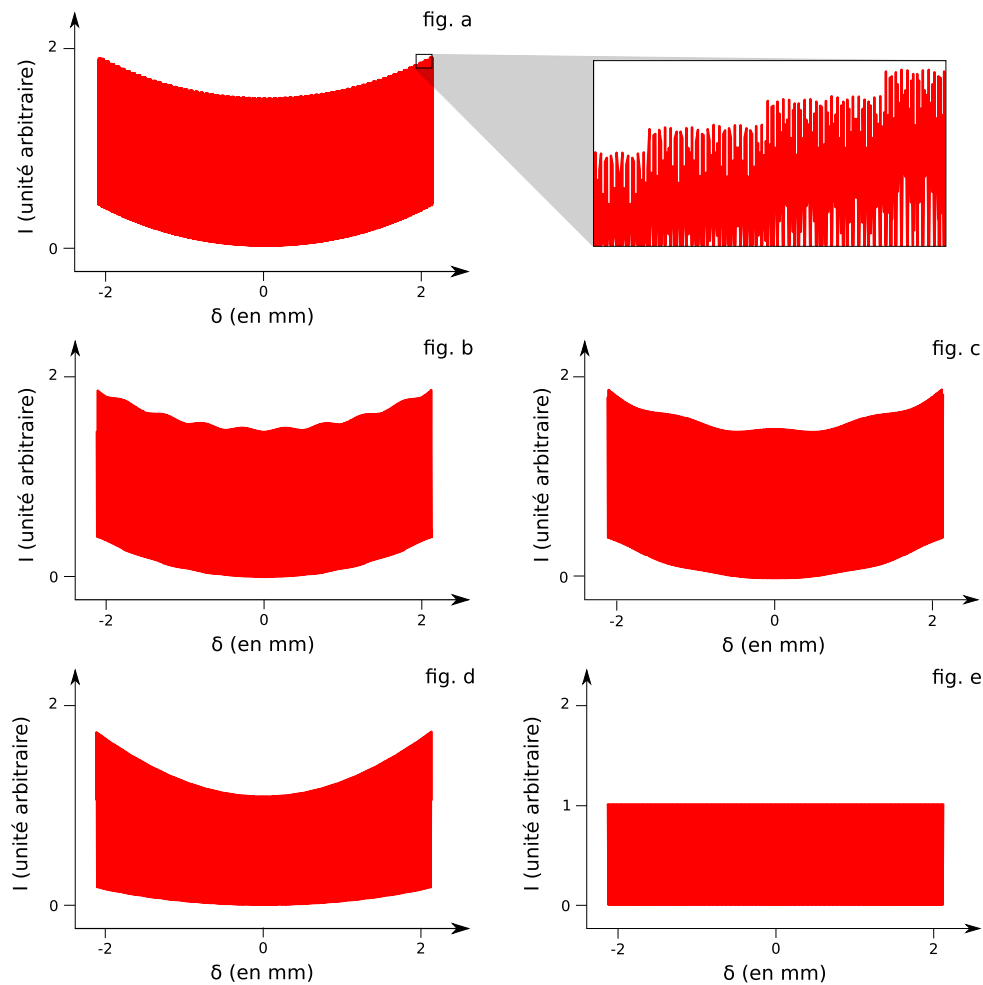 fig. a
2
0
I (unité arbitraire)
-2
0
2
δ (en mm)
fig. b
2
0
I (unité arbitraire)
-2
0
2
δ (en mm)
fig. c
2
0
I (unité arbitraire)
-2
0
2
δ (en mm)
fig. d
2
0
I (unité arbitraire)
-2
0
2
δ (en mm)
fig. e
2
1
0
I (unité arbitraire)
-2
0
2
δ (en mm)